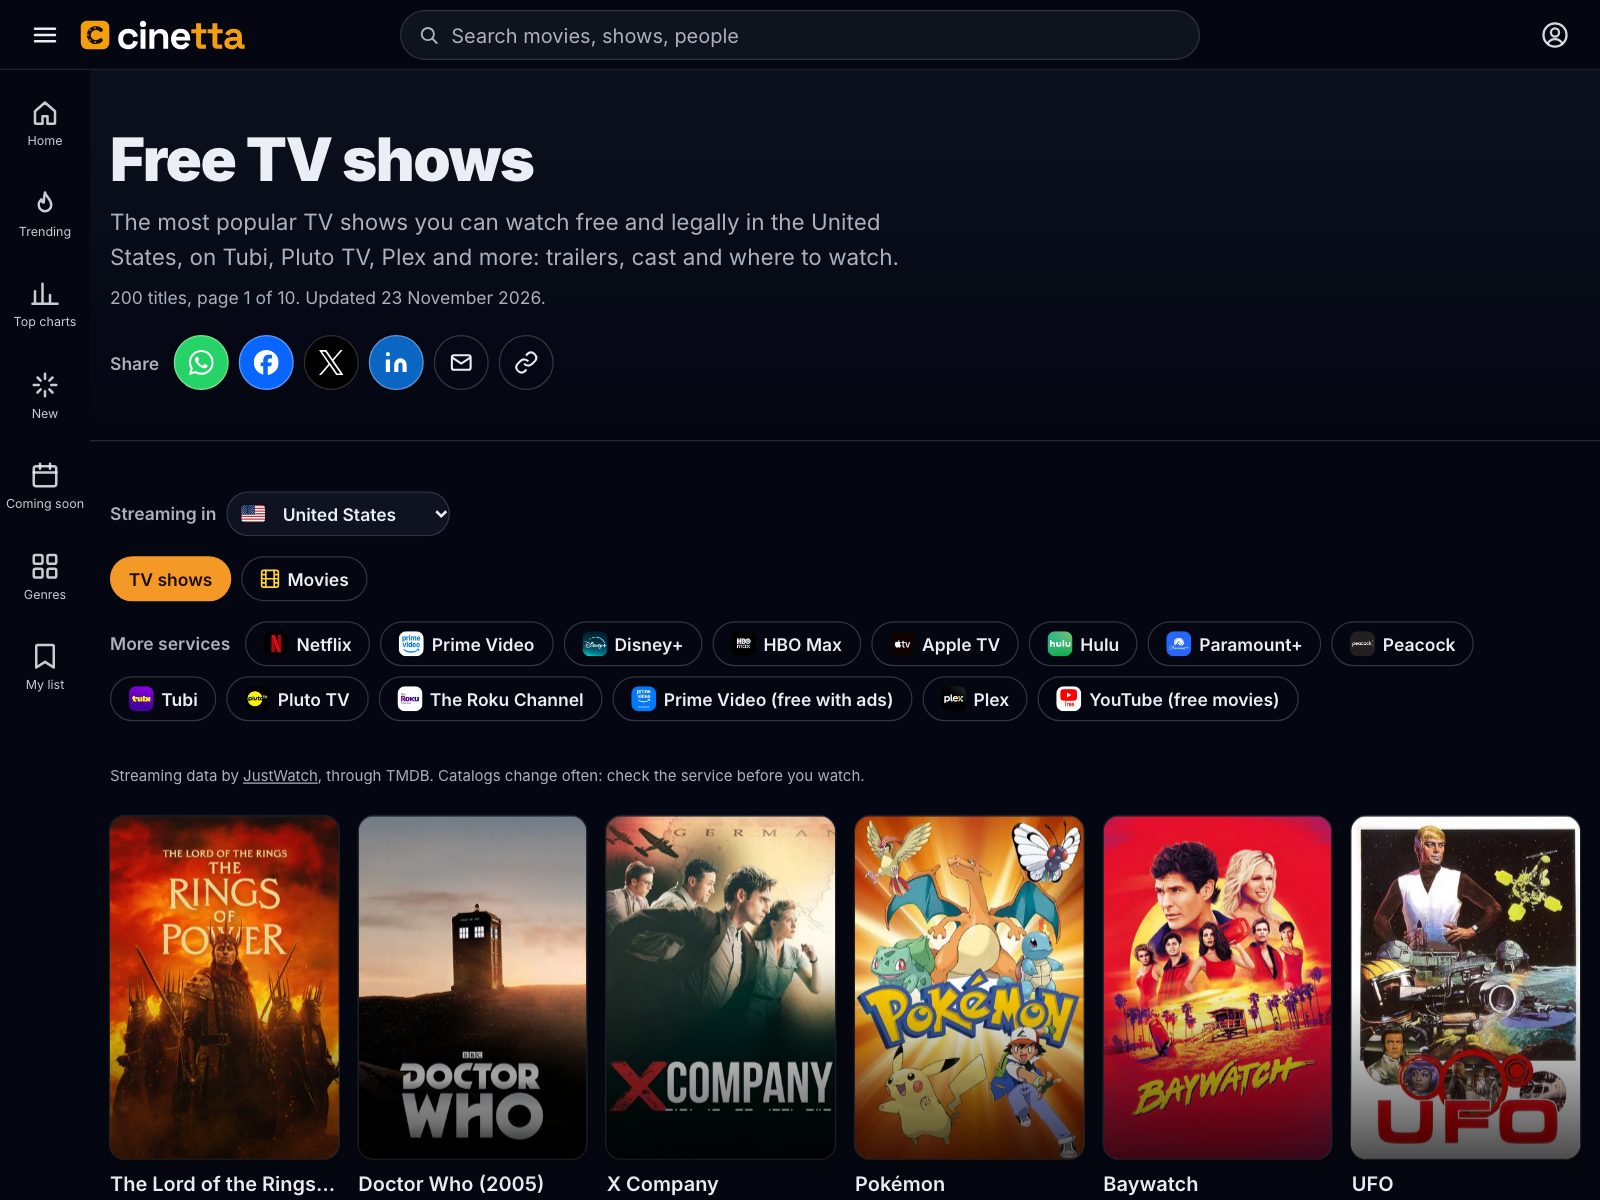 cinetta
Search movies, shows, people
Home
Trending
Top charts
New
Coming soon
Genres
My list
Free TV shows
The most popular TV shows you can watch free and legally in the United
States, on Tubi, Pluto TV, Plex and more: trailers, cast and where to watch.
200 titles, page 1 of 10. Updated 23 November 2026.
Share
Streaming in United States
TV shows Movies
More services Netflix Prime Video Disney+ HBO Max Apple TV Hulu Paramount+ Peacock
Tubi Pluto TV The Roku Channel Prime Video (free with ads) Plex YouTube (free movies)
Streaming data by JustWatch, through TMDB. Catalogs change often: check the service before you watch.
THE LORD OF THE RINGS
THE
RINGS
OF
POWER
BBC
DOCTOR
WHO
GERMAN
X COMPANY
POKéMON
BAYWATCH
UFO
The Lord of the Rings...
Doctor Who (2005)
X Company
Pokémon
Baywatch
UFO